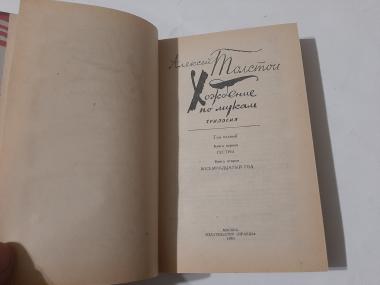 Алексей Толстой
Хождение
по мукам
ТРИЛОГИЯ
Том первый
Книга первая
СЕСТРЫ
Книга вторая
ВОСЕМНАДЦАТЫЙ ГОД
МОСКВА
ИЗДАТЕЛЬСТВО «ПРАВДА»